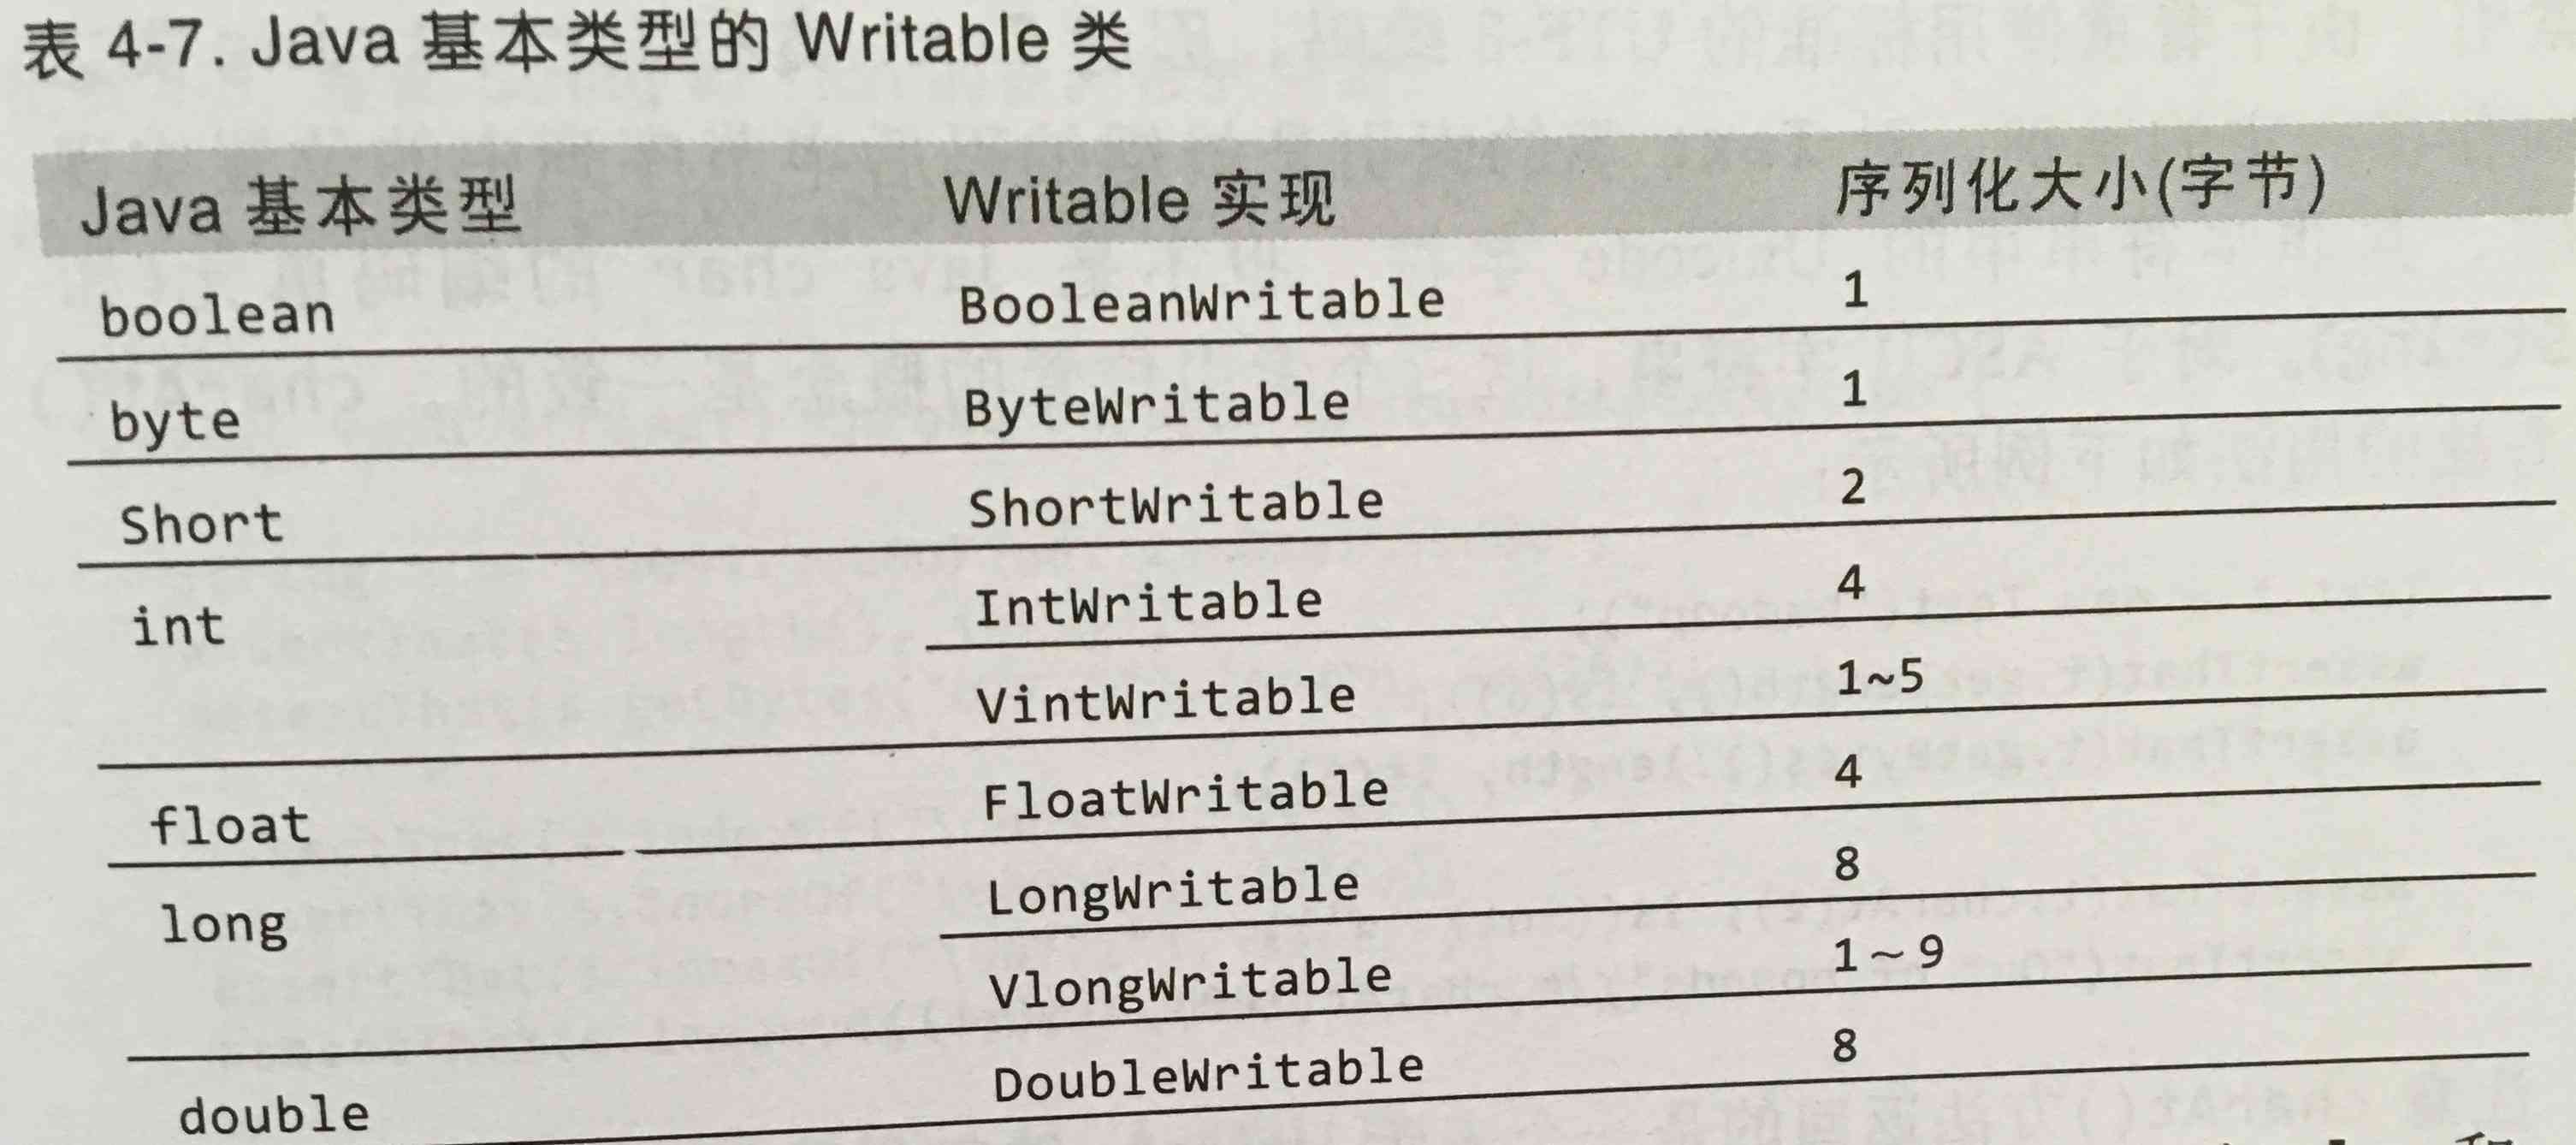 表 4-7. Java 基本类型的 Writable 类
Java 基本类型 Writable 实现 序列化大小(字节)
boolean BooleanWritable 1
byte ByteWritable 1
Short ShortWritable 2
int IntWritable 4
VintWritable 1~5
float FloatWritable 4
long LongWritable 8
VlongWritable 1~9
double DoubleWritable 8